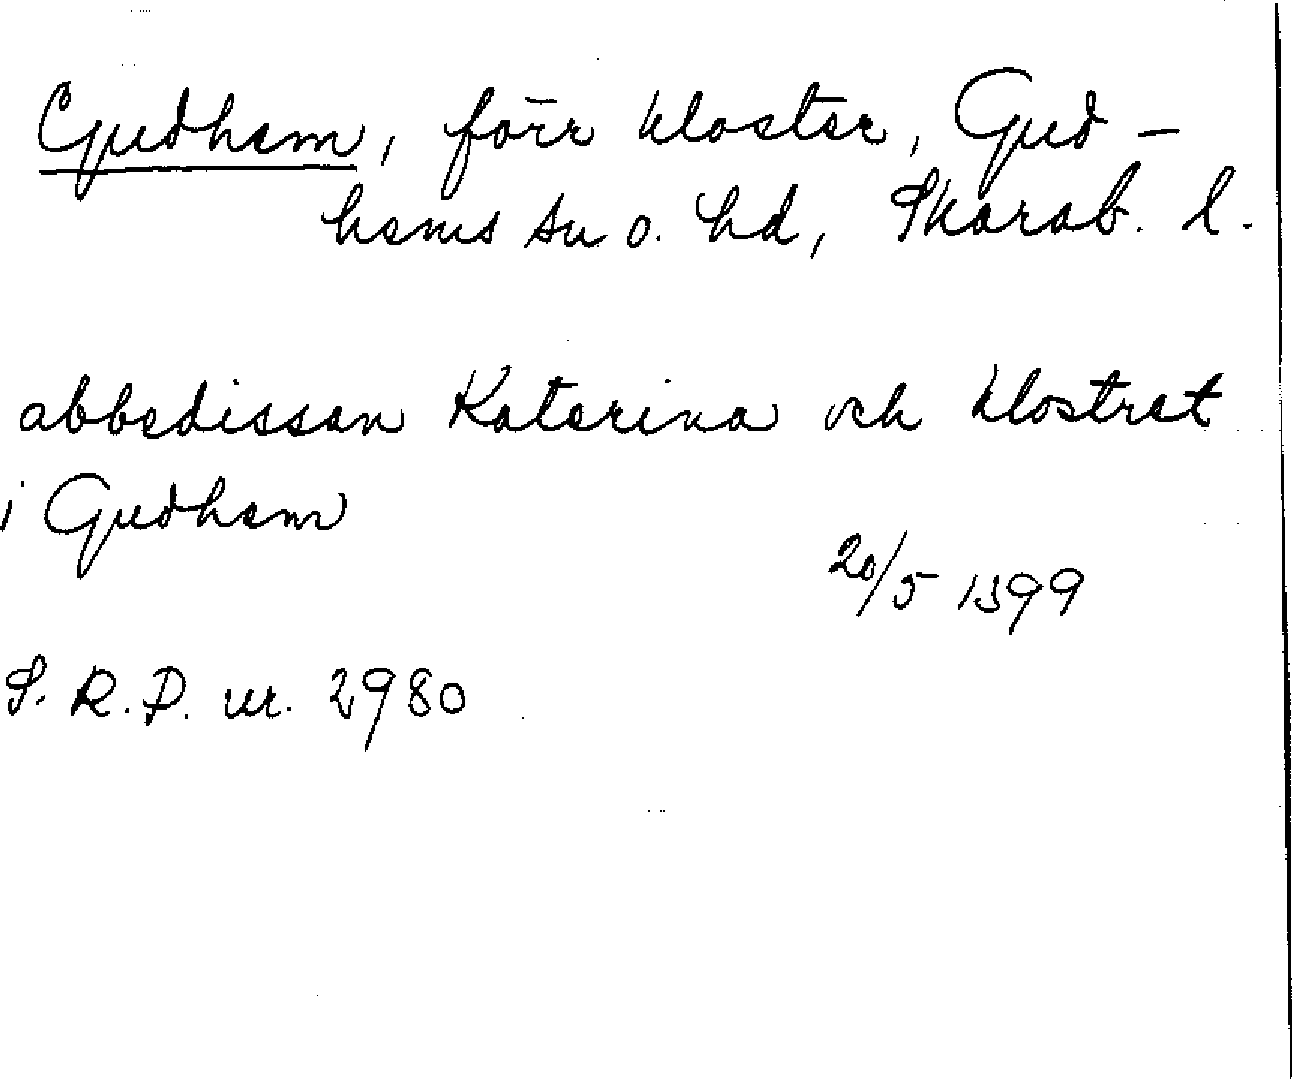 Gudhem, förr kloster, Gud-
hems sn o. hd, Skarab. l.
abbedissan Katerina och klostret
i Gudhem
20/5 1399
S. R. P. nr. 2980